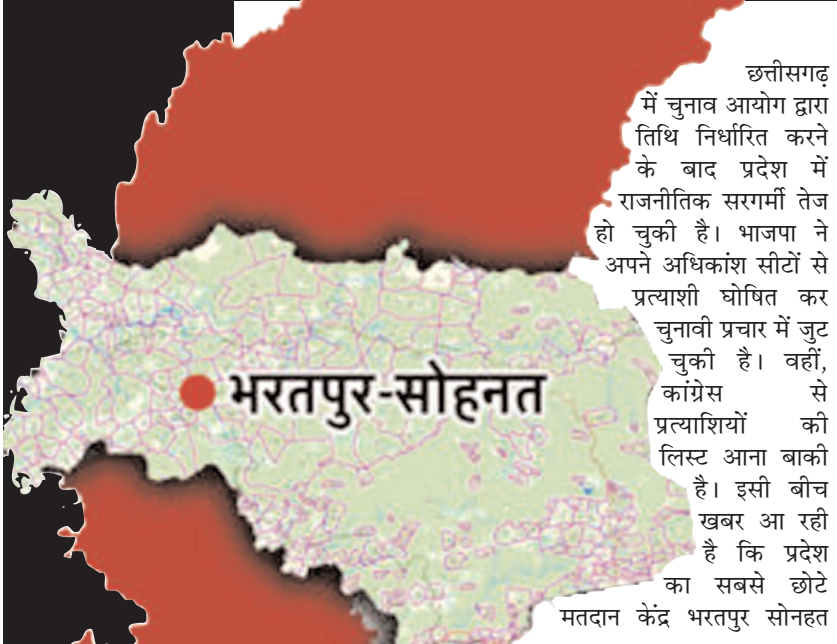 छत्तीसगढ़
में चुनाव आयोग द्वारा
तिथि निर्धारित करने
के बाद प्रदेश में
राजनीतिक सरगर्मी तेज
हो चुकी है। भाजपा ने
अपने अधिकांश सीटों से
प्रत्याशी घोषित कर
चुनावी प्रचार में जुट
चुकी है। वहीं,
कांग्रेस से
प्रत्याशियों की
लिस्ट आना बाकी
है। इसी बीच
खबर आ रही
है कि प्रदेश
का सबसे छोटे
मतदान केंद्र भरतपुर सोनहत
भरतपुर-सोहनत